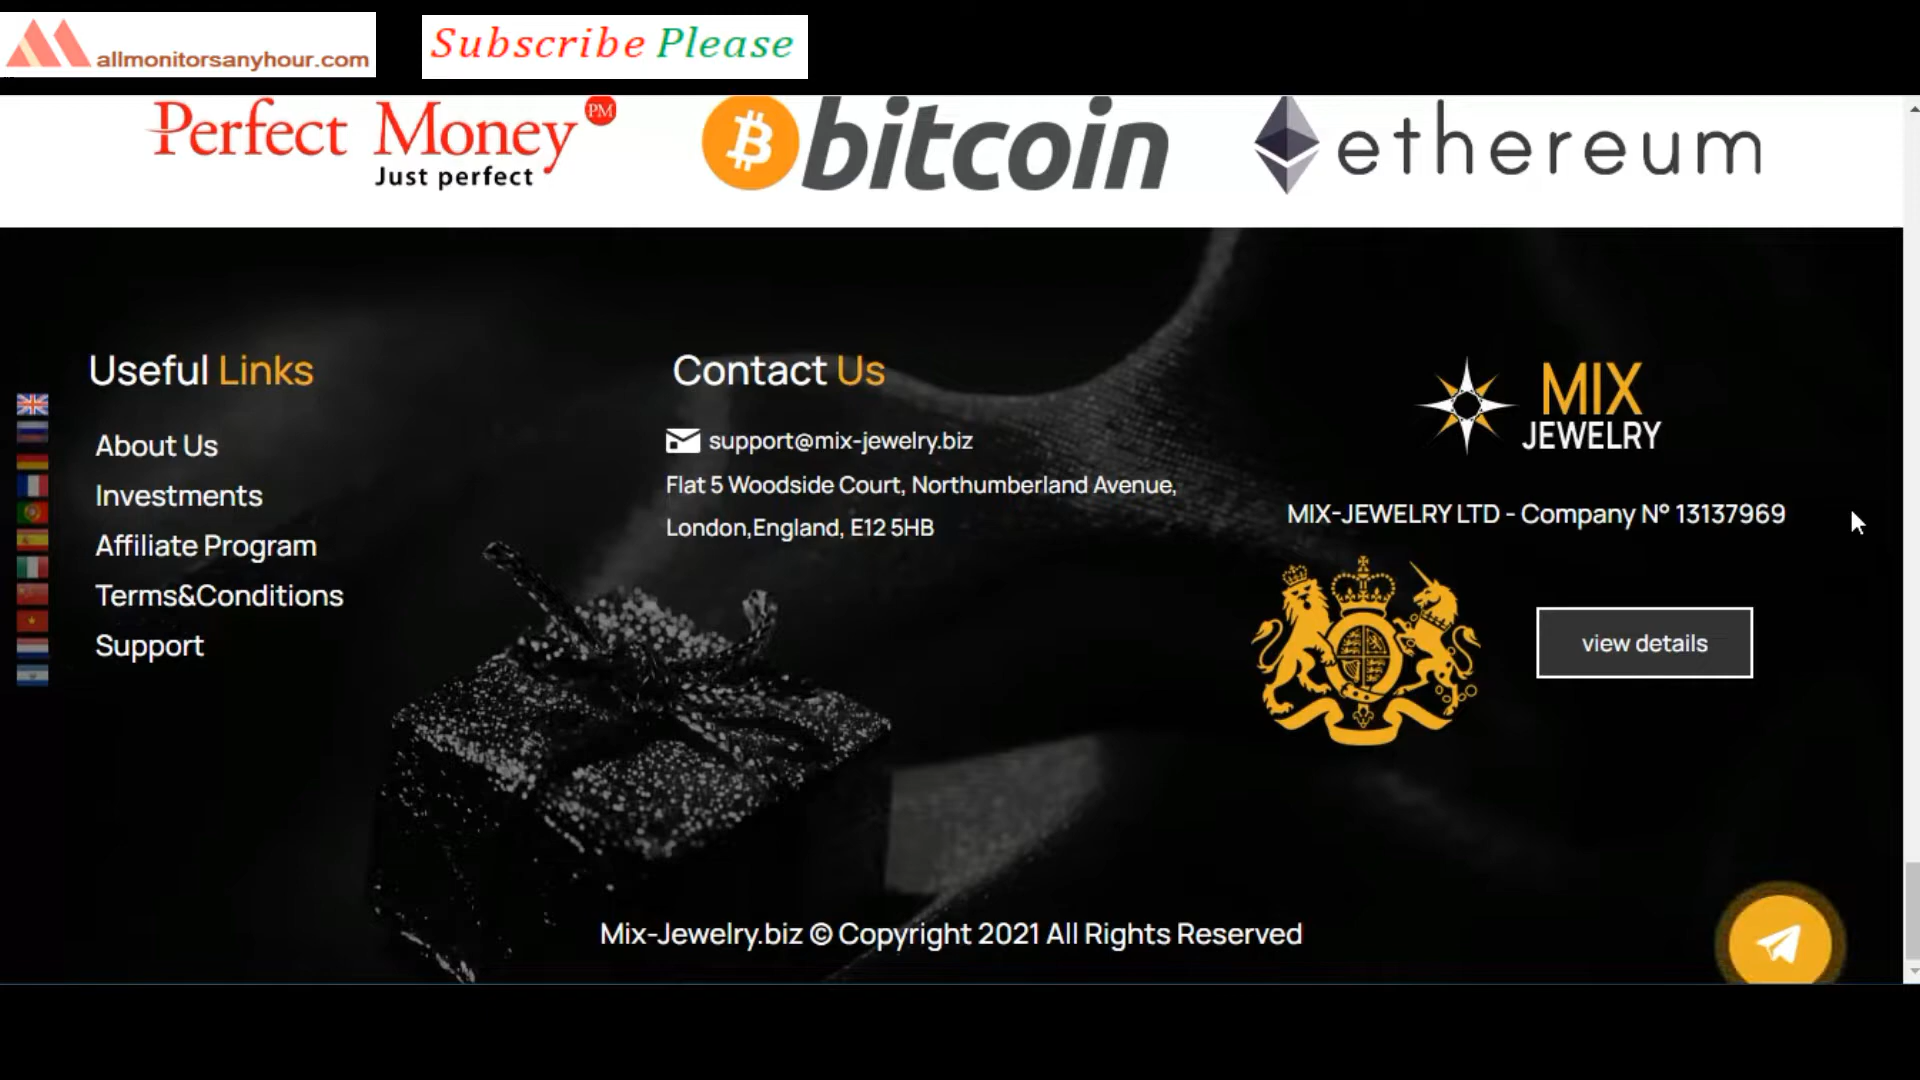 allmonitorsanyhour.com
Subscribe Please
Perfect Money PM
Just perfect
bitcoin
ethereum
Useful Links
About Us
Investments
Affiliate Program
Terms&Conditions
Support
Contact Us
support@mix-jewelry.biz
Flat 5 Woodside Court, Northumberland Avenue,
London,England, E12 5HB
MIX
JEWELRY
MIX-JEWELRY LTD - Company N° 13137969
view details
Mix-Jewelry.biz © Copyright 2021 All Rights Reserved